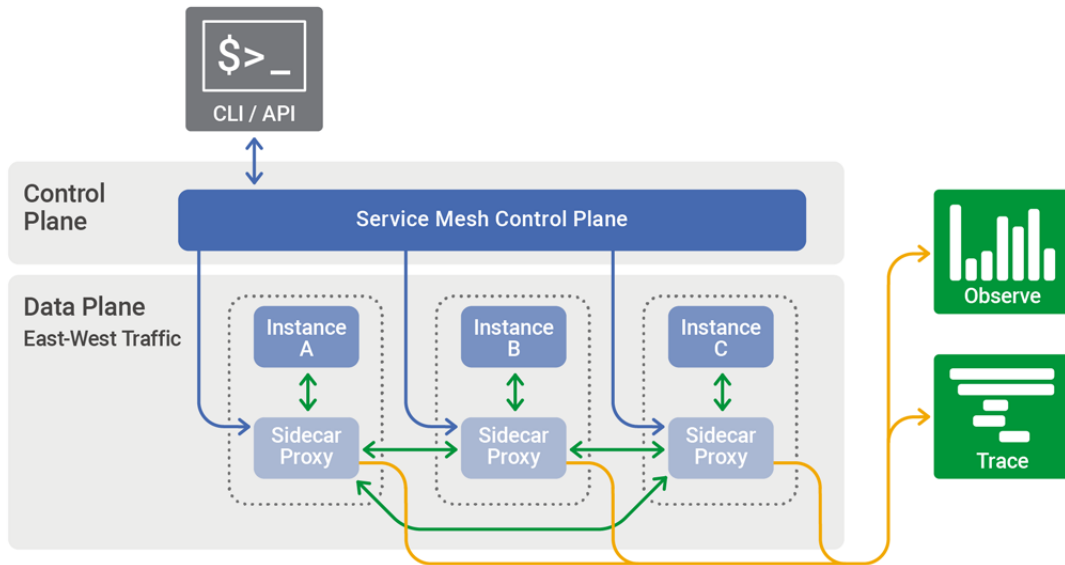 $>_
CLI / API
Control
Plane
Service Mesh Control Plane
Data Plane
East-West Traffic
Instance
A
Instance
B
Instance
C
Sidecar
Proxy
Sidecar
Proxy
Sidecar
Proxy
Observe
Trace